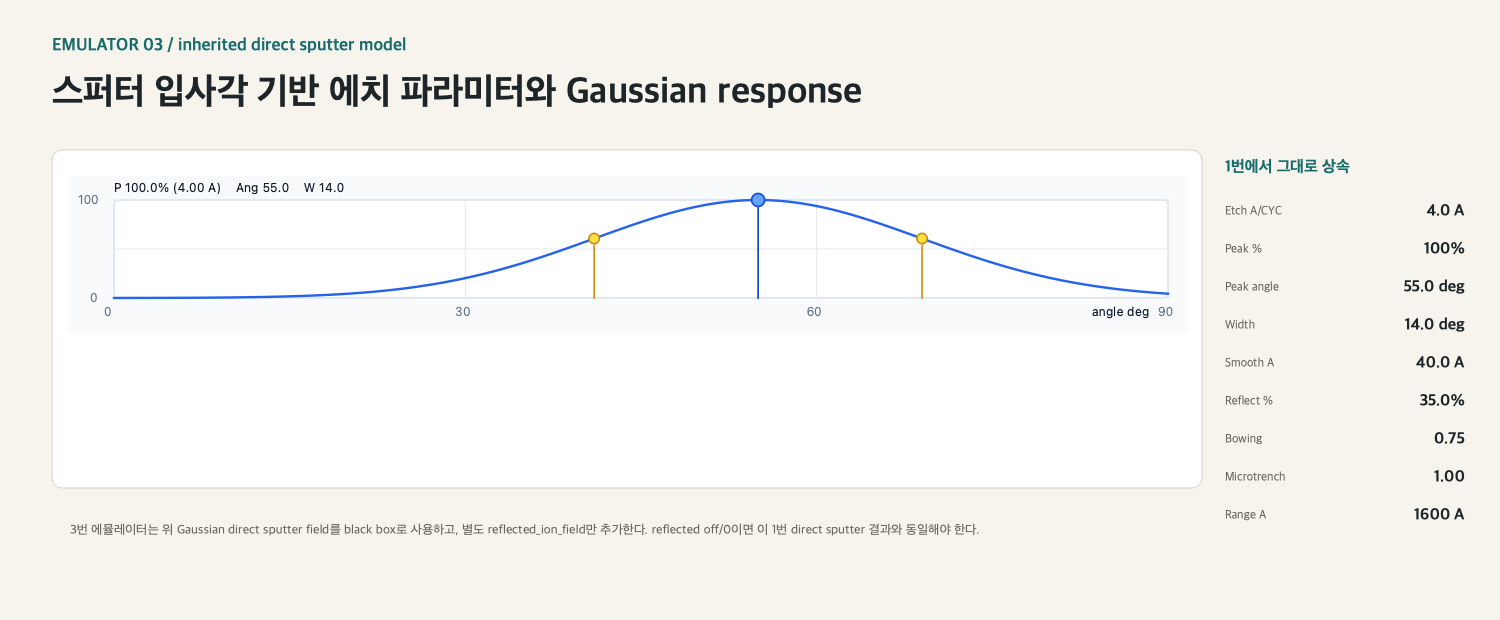 EMULATOR 03 / inherited direct sputter model
스퍼터 입사각 기반 에치 파라미터와 Gaussian response
P 100.0% (4.00 A) Ang 55.0 W 14.0
100
0
0 30 60 angle deg 90
1번에서 그대로 상속
Etch A/CYC 4.0 A
Peak % 100%
Peak angle 55.0 deg
Width 14.0 deg
Smooth A 40.0 A
Reflect % 35.0%
Bowing 0.75
Microtrench 1.00
Range A 1600 A
3번 에뮬레이터는 위 Gaussian direct sputter field를 black box로 사용하고, 별도 reflected_ion_field만 추가한다. reflected off/0이면 이 1번 direct sputter 결과와 동일해야 한다.